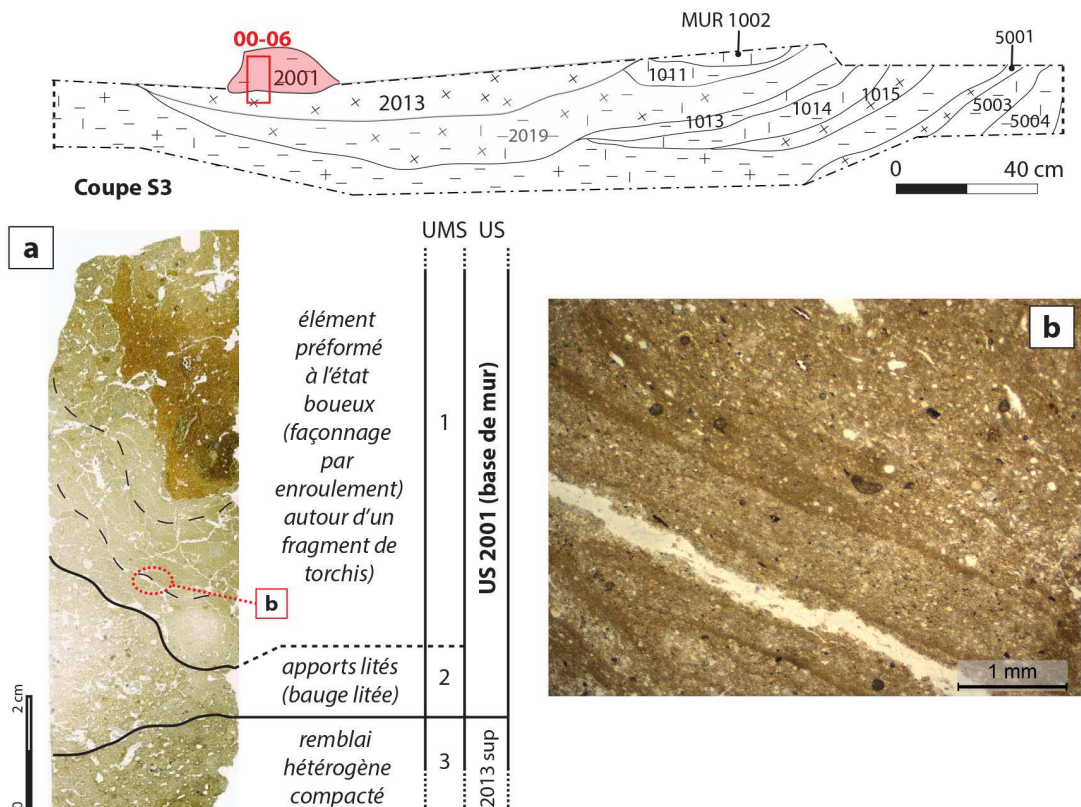 00-06
MUR 1002
5001
2001
1011
2013
1015
5003
1014
1013
2019
5004
Coupe S3
0 40 cm
UMS US
a
élément
préformé
à l'état
boueux
(façonnage
par
enroulement)
autour d'un
fragment de
torchis)
1
US 2001 (base de mur)
b
b
1 mm
apports lités
(bauge litée)
2
2 cm
0
remblai
hétérogène
compacté
3
2013 sup